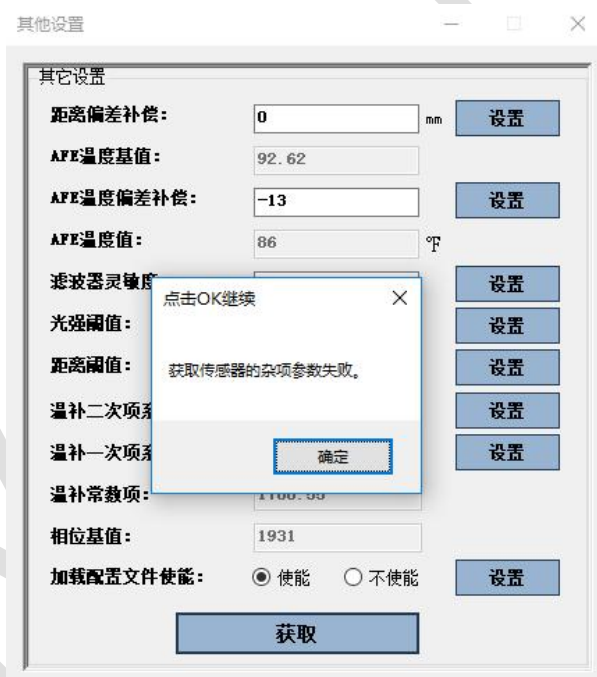 其他设置
其它设置
距离偏差补偿： 0 mm 设置
AFE温度基值： 92.62
AFE温度偏差补偿： -13 设置
AFE温度值： 86 °F
滤波器灵敏度 设置
点击OK继续
光强阈值： 设置
距离阈值： 设置
获取传感器的杂项参数失败。
温补二次项系 设置
温补一次项系 设置
确定
温补常数项：
相位基值： 1931
加载配置文件使能： 使能 不使能 设置
获取